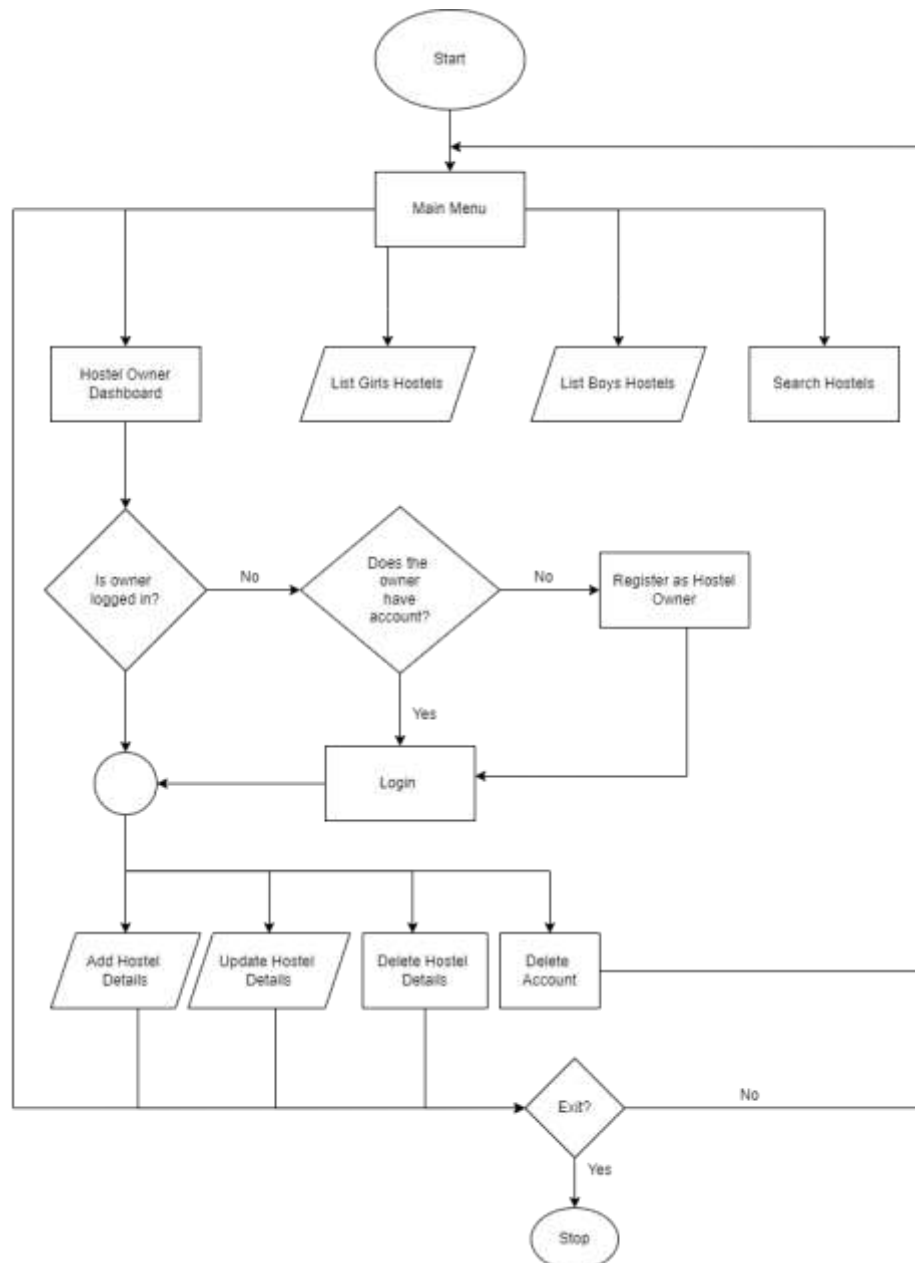 Start
Main Menu
Hostel Owner
Dashboard
List Girls Hostels
List Boys Hostels
Search Hostels
Is owner
logged in?
No
Does the
owner
have
account?
No
Register as Hostel
Owner
Yes
Login
Add Hostel
Details
Update Hostel
Details
Delete Hostel
Details
Delete
Account
Exit?
No
Yes
Stop